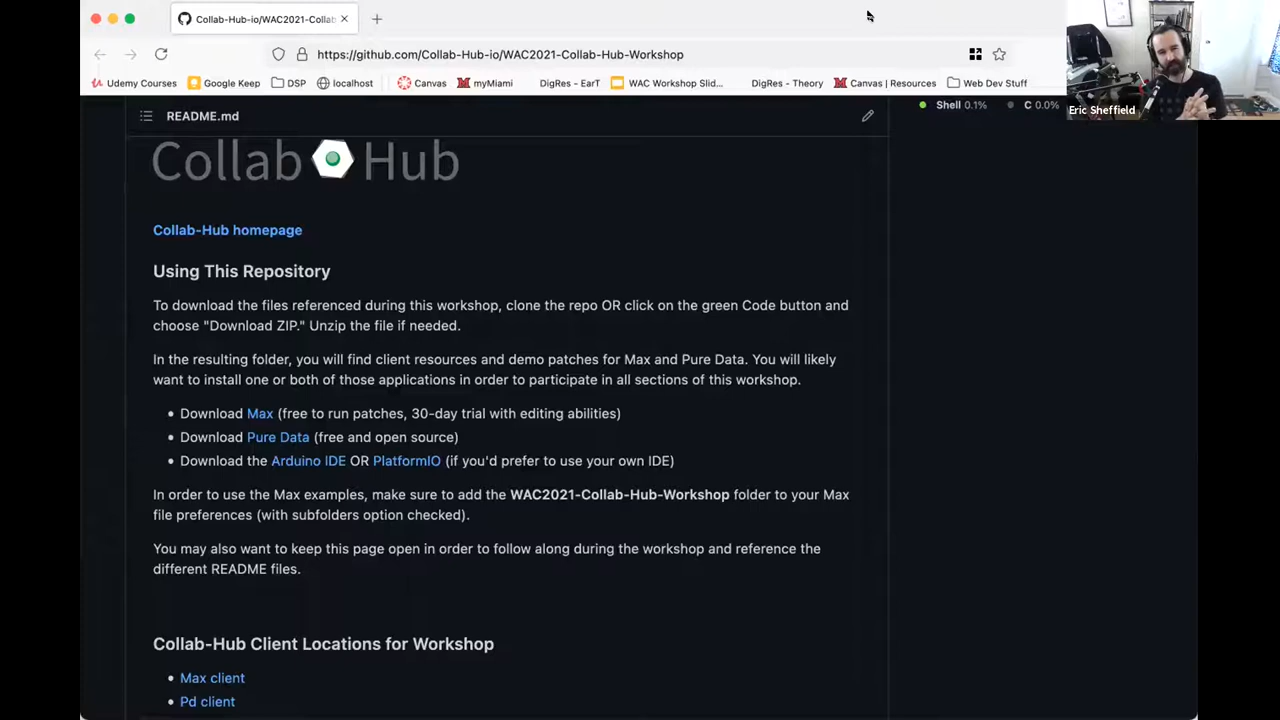 Collab-Hub-io/WAC2021-Collab
https://github.com/Collab-Hub-io/WAC2021-Collab-Hub-Workshop
Udemy Courses Google Keep DSP localhost Canvas myMiami DigRes - EarT WAC Workshop Slid... DigRes - Theory Canvas | Resources Web Dev Stuff
Eric Sheffield
Shell 0.1% C 0.0%
README.md
Collab Hub
Collab-Hub homepage
Using This Repository
To download the files referenced during this workshop, clone the repo OR click on the green Code button and
choose "Download ZIP." Unzip the file if needed.
In the resulting folder, you will find client resources and demo patches for Max and Pure Data. You will likely
want to install one or both of those applications in order to participate in all sections of this workshop.
• Download Max (free to run patches, 30-day trial with editing abilities)
• Download Pure Data (free and open source)
• Download the Arduino IDE OR PlatformIO (if you'd prefer to use your own IDE)
In order to use the Max examples, make sure to add the WAC2021-Collab-Hub-Workshop folder to your Max
file preferences (with subfolders option checked).
You may also want to keep this page open in order to follow along during the workshop and reference the
different README files.
Collab-Hub Client Locations for Workshop
• Max client
• Pd client